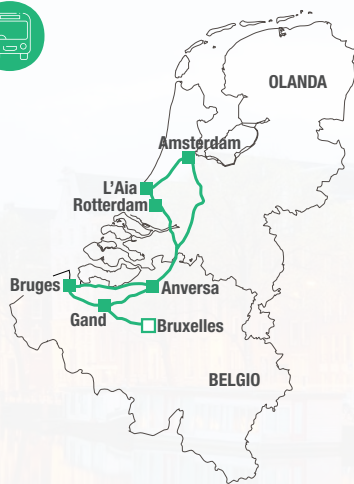 OLANDA
Amsterdam
L'Aia
Rotterdam
Bruges
Anversa
Gand
Bruxelles
BELGIO